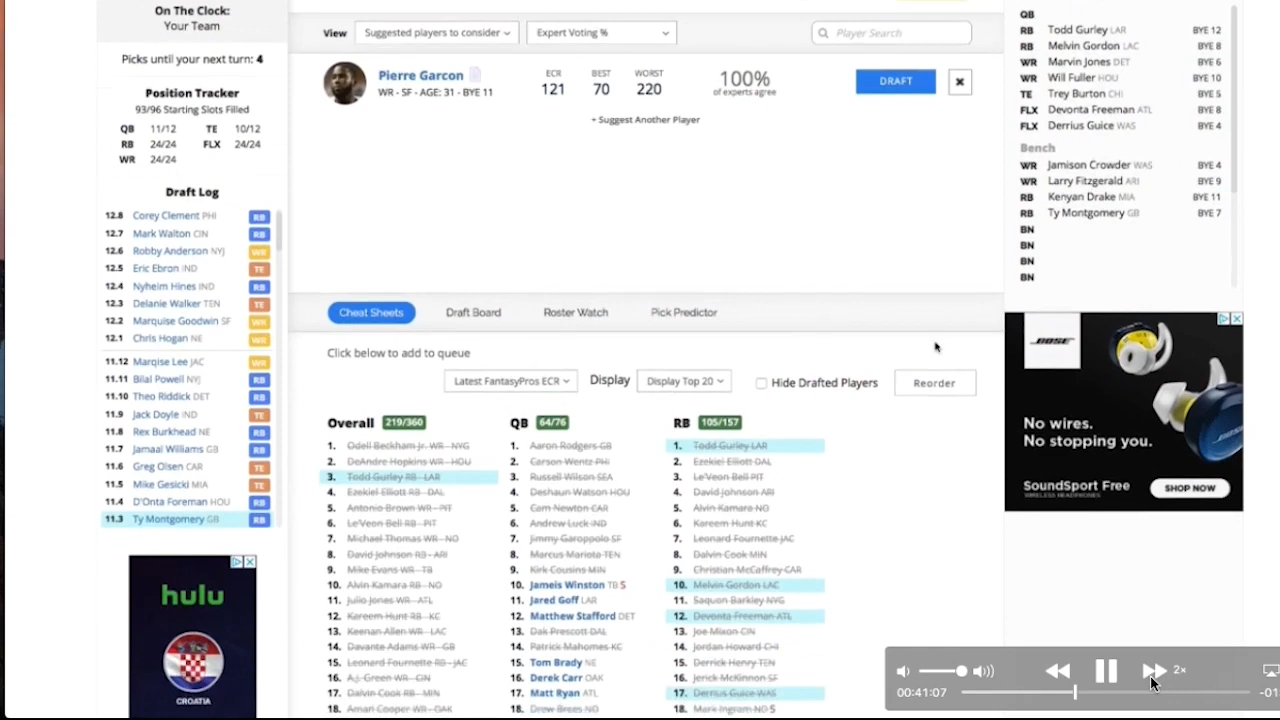 On The Clock:
Your Team
Picks until your next turn: 4
Position Tracker
93/96 Starting Slots Filled
QB 11/12 TE 10/12
RB 24/24 FLX 24/24
WR 24/24
Draft Log
12.8 Corey Clement PHI RB
12.7 Mark Walton CIN RB
12.6 Robby Anderson NYJ WR
12.5 Eric Ebron IND TE
12.4 Nyheim Hines IND RB
12.3 Delanie Walker TEN TE
12.2 Marquise Goodwin SF WR
12.1 Chris Hogan NE WR
11.12 Marqise Lee JAC WR
11.11 Bilal Powell NYJ RB
11.10 Theo Riddick DET RB
11.9 Jack Doyle IND TE
11.8 Rex Burkhead NE RB
11.7 Jamaal Williams GB RB
11.6 Greg Olsen CAR TE
11.5 Mike Gesicki MIA TE
11.4 D'Onta Foreman HOU RB
11.3 Ty Montgomery GB RB
hulu
CROATIA
View Suggested players to consider Expert Voting % Player Search
Pierre Garcon
WR - SF - AGE: 31 - BYE 11
ECR BEST WORST
121 70 220
100%
of experts agree
DRAFT
+ Suggest Another Player
Cheat Sheets Draft Board Roster Watch Pick Predictor
Click below to add to queue
Latest FantasyPros ECR Display Display Top 20 Hide Drafted Players Reorder
Overall 219/360
1. Odell Beckham Jr. WR - NYG
2. DeAndre Hopkins WR - HOU
3. Todd Gurley RB - LAR
4. Ezekiel Elliott RB - DAL
5. Antonio Brown WR - PIT
6. Le'Veon Bell RB - PIT
7. Michael Thomas WR - NO
8. David Johnson RB - ARI
9. Mike Evans WR - TB
10. Alvin Kamara RB - NO
11. Julio Jones WR - ATL
12. Kareem Hunt RB - KC
13. Keenan Allen WR - LAC
14. Davante Adams WR - GB
15. Leonard Fournette RB - JAC
16. A.J. Green WR - CIN
17. Dalvin Cook RB - MIN
18. Amari Cooper WR - OAK
QB 64/76
1. Aaron Rodgers GB
2. Carson Wentz PHI
3. Russell Wilson SEA
4. Deshaun Watson HOU
5. Cam Newton CAR
6. Andrew Luck IND
7. Jimmy Garoppolo SF
8. Marcus Mariota TEN
9. Kirk Cousins MIN
10. Jameis Winston TB S
11. Jared Goff LAR
12. Matthew Stafford DET
13. Dak Prescott DAL
14. Patrick Mahomes KC
15. Tom Brady NE
16. Derek Carr OAK
17. Matt Ryan ATL
18. Drew Brees NO
RB 105/157
1. Todd Gurley LAR
2. Ezekiel Elliott DAL
3. Le'Veon Bell PIT
4. David Johnson ARI
5. Alvin Kamara NO
6. Kareem Hunt KC
7. Leonard Fournette JAC
8. Dalvin Cook MIN
9. Christian McCaffrey CAR
10. Melvin Gordon LAC
11. Saquon Barkley NYG
12. Devonta Freeman ATL
13. Joe Mixon CIN
14. Jordan Howard CHI
15. Derrick Henry TEN
16. Jerick McKinnon SF
17. Derrius Guice WAS
18. Mark Ingram NO S
QB
RB Todd Gurley LAR BYE 12
RB Melvin Gordon LAC BYE 8
WR Marvin Jones DET BYE 6
WR Will Fuller HOU BYE 10
TE Trey Burton CHI BYE 5
FLX Devonta Freeman ATL BYE 8
FLX Derrius Guice WAS BYE 4
Bench
WR Jamison Crowder WAS BYE 4
WR Larry Fitzgerald ARI BYE 9
RB Kenyan Drake MIA BYE 11
RB Ty Montgomery GB BYE 7
BN
BN
BN
BN
BOSE
No wires.
No stopping you.
SoundSport Free
WIRELESS HEADPHONES
SHOP NOW
2×
00:41:07 -01